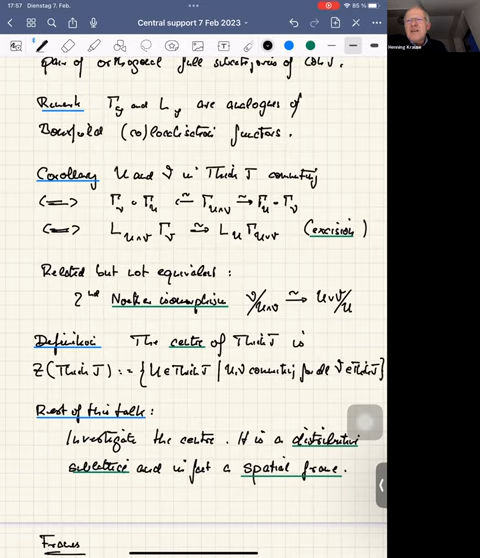 17:57 Dienstag 7. Feb.
85 %
Central support 7 Feb 2023
Henning Krause
pair of orthogonal full subcategories of Coh T.
Remark Γ_𝒱 and L_𝒱 are analogues of
Bousfield (co)localisation functors.
Corollary 𝒰 and 𝒱 in Thick T commuting
⟺ Γ_𝒱 ∘ Γ_𝒰 ⥲ Γ_{𝒰∧𝒱} ⥲ Γ_𝒰 ∘ Γ_𝒱
⟺ L_{𝒰∧𝒱} Γ_𝒱 ⥲ L_𝒰 Γ_{𝒰∨𝒱} (excision)
Related but not equivalent:
2nd Noether isomorphism 𝒱/𝒰∧𝒱 ⥲ 𝒰∨𝒱/𝒰
Definition The centre of Thick T is
Z(Thick T) := {𝒰 ∈ Thick T | 𝒰, 𝒱 commuting for all 𝒱 ∈ Thick T}
Rest of this talk:
Investigate the centre. It is a distributive
sublattice and in fact a spatial frame.
Frames